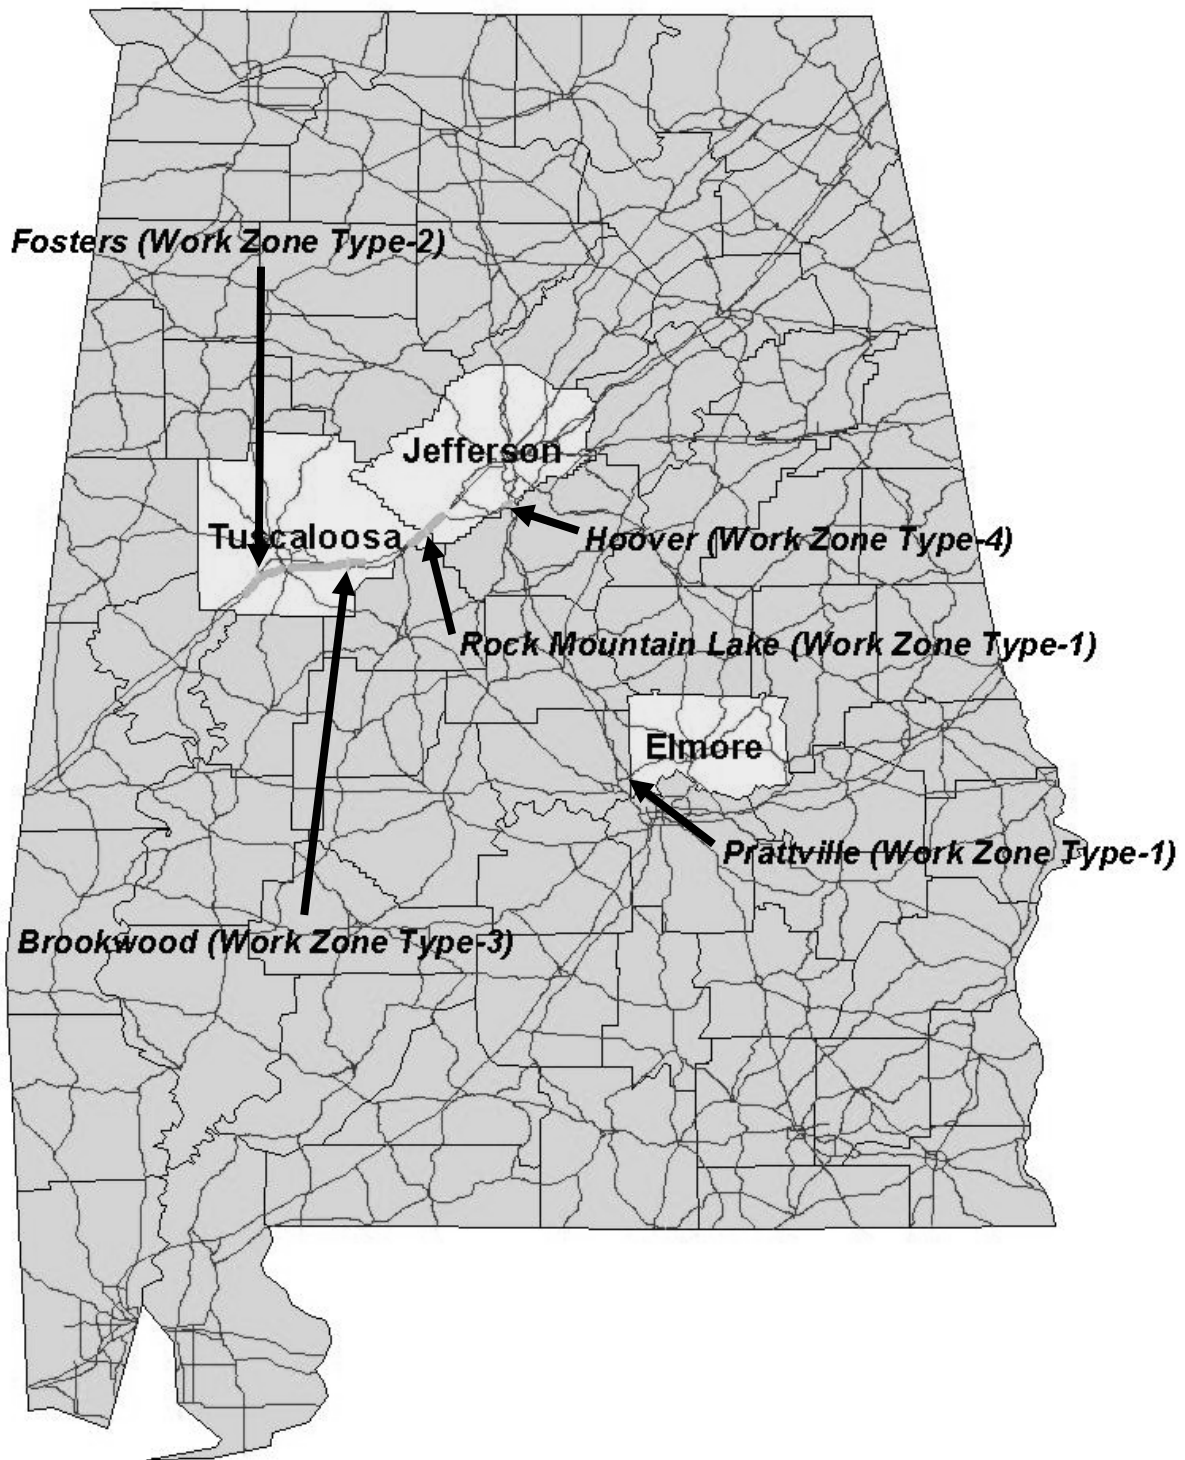 Fosters (Work Zone Type-2)
Jefferson
Tuscaloosa
Hoover (Work Zone Type-4)
Rock Mountain Lake (Work Zone Type-1)
Elmore
Prattville (Work Zone Type-1)
Brookwood (Work Zone Type-3)